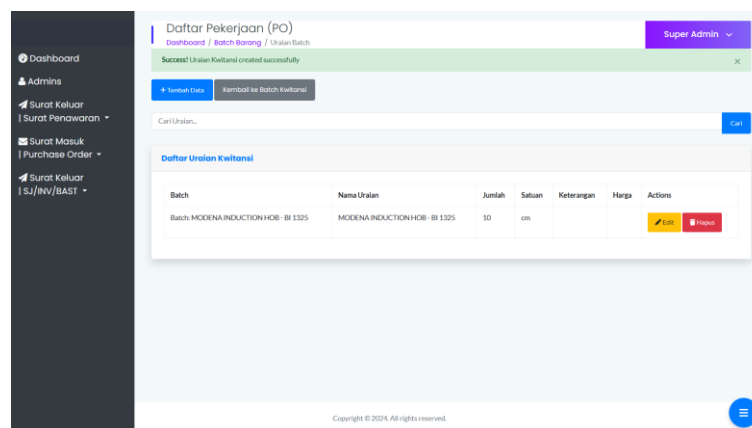 Daftar Pekerjaan (PO)
Dashboard / Batch Barang / Uraian Batch
Super Admin
Dashboard
Admins
Surat Keluar
| Surat Penawaran
Surat Masuk
| Purchase Order
Surat Keluar
| SJ/INV/BAST
Success! Uraian Kwitansi created successfully
×
+ Tambah Data
Kembali ke Batch Kwitansi
Cari Uraian...
Cari
Daftar Uraian Kwitansi
Batch Nama Uraian Jumlah Satuan Keterangan Harga Actions
Batch: MODENA INDUCTION HOB - BI 1325 MODENA INDUCTION HOB - BI 1325 10 cm Edit Hapus
Copyright © 2024. All rights reserved.